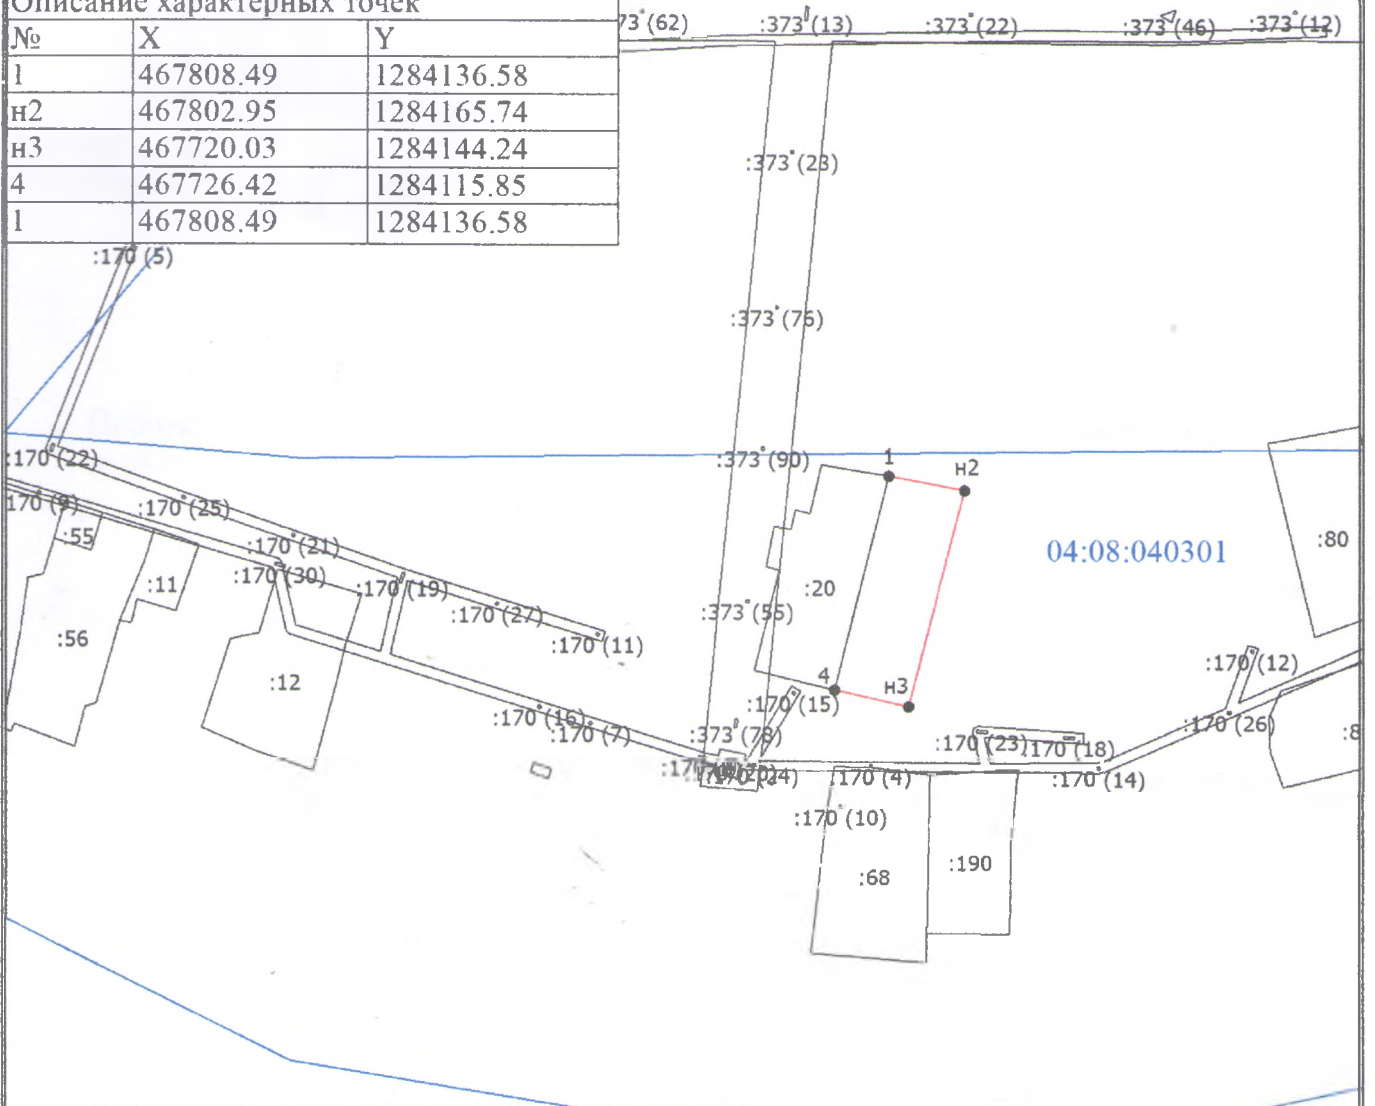 Описание характерных точек
№ X Y
1 467808.49 1284136.58
н2 467802.95 1284165.74
н3 467720.03 1284144.24
4 467726.42 1284115.85
1 467808.49 1284136.58
73 (62) :373 (13) :373 (22) :373 (46) :373 (12)
:373 (23)
:170 (5)
:373 (76)
:170 (22) :373 (90) 1 н2
170 (9) :170 (25)
:55 :170 (21) 04:08:040301 :80
:170 (30) :11 :170 (19) :20
:170 (27) :373 (55)
:56 :170 (11) :170 (12)
:12 4 н3
:170 (15)
:170 (16) :170 (26)
:170 (7) :373 (78) :8
:170 (23) :170 (18)
:170 (4) :170 (14)
:170 (10)
:68 :190